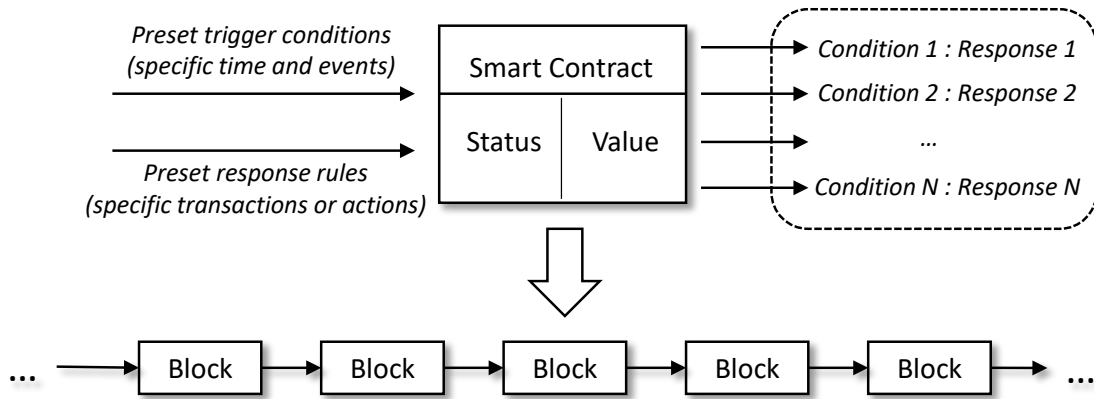 Preset trigger conditions
(specific time and events)
Preset response rules
(specific transactions or actions)
Smart Contract
Status
Value
Condition 1 : Response 1
Condition 2 : Response 2
...
Condition N : Response N
...
Block
Block
Block
Block
Block
...